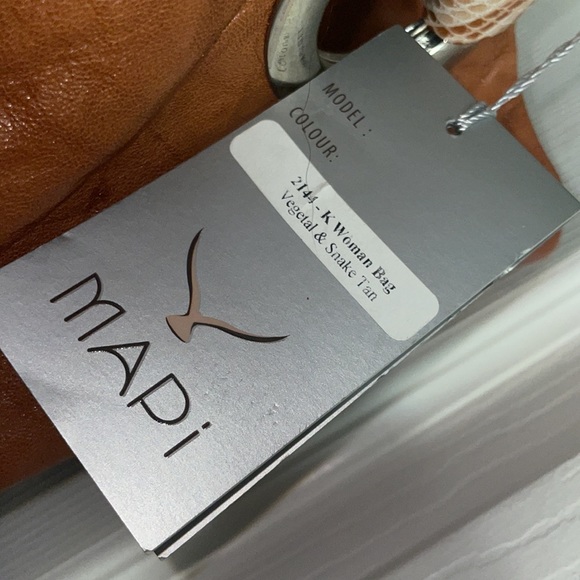 MODEL :
COLOUR:
2144 - K Woman Bag
Vegetal & Snake Tan
MAPi